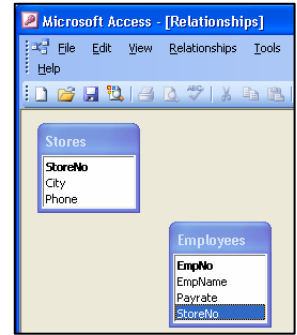 Microsoft Access - [Relationships]
File Edit View Relationships Tools
Help
Stores
StoreNo
City
Phone
Employees
EmpNo
EmpName
Payrate
StoreNo